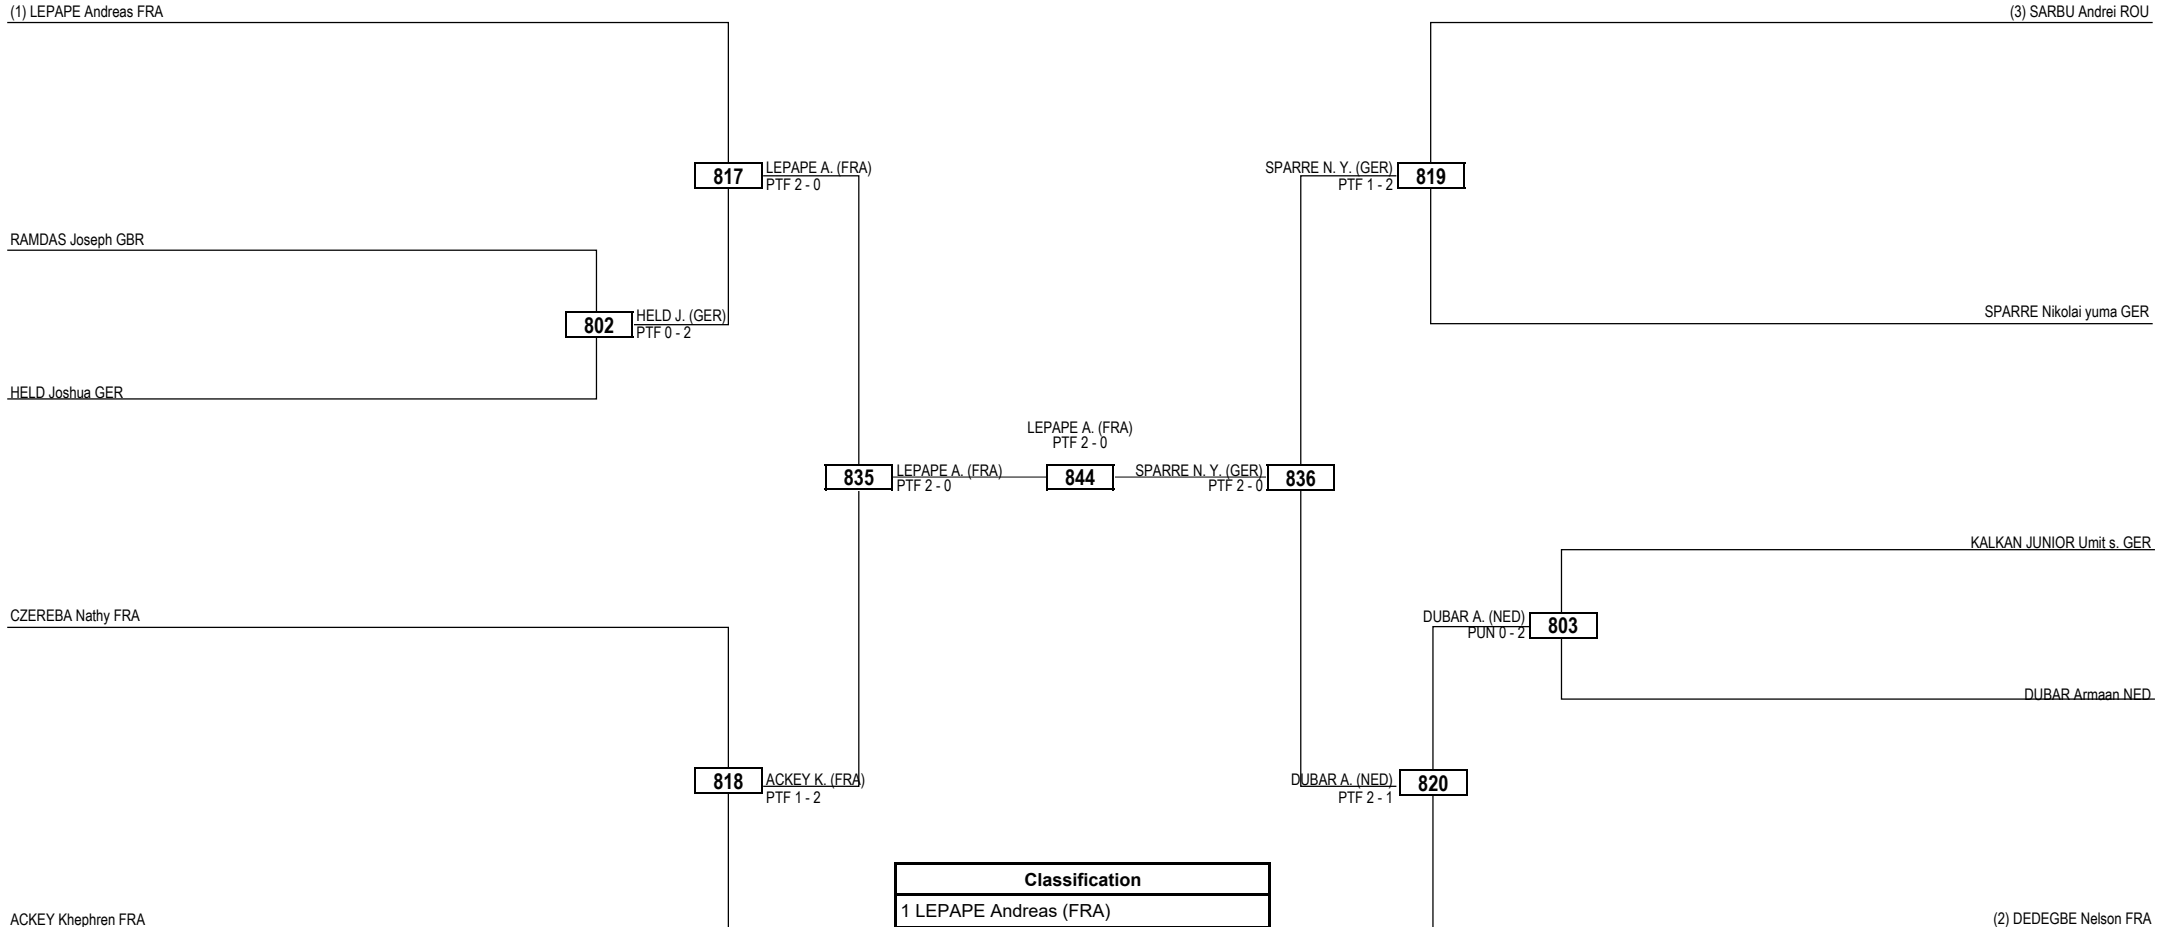 (1) LEPAPE Andreas FRA
(3) SARBU Andrei ROU
817
LEPAPE A. (FRA)
PTF 2 - 0
SPARRE N. Y. (GER)
PTF 1 - 2
819
RAMDAS Joseph GBR
802
HELD J. (GER)
PTF 0 - 2
SPARRE Nikolai yuma GER
HELD Joshua GER
LEPAPE A. (FRA)
PTF 2 - 0
835
LEPAPE A. (FRA)
PTF 2 - 0
844
SPARRE N. Y. (GER)
PTF 2 - 0
836
KALKAN JUNIOR Umit s. GER
CZEREBA Nathy FRA
DUBAR A. (NED)
PUN 0 - 2
803
DUBAR Armaan NED
818
ACKEY K. (FRA)
PTF 1 - 2
DUBAR A. (NED)
PTF 2 - 1
820
Classification
1 LEPAPE Andreas (FRA)
ACKEY Khephren FRA
(2) DEDEGBE Nelson FRA